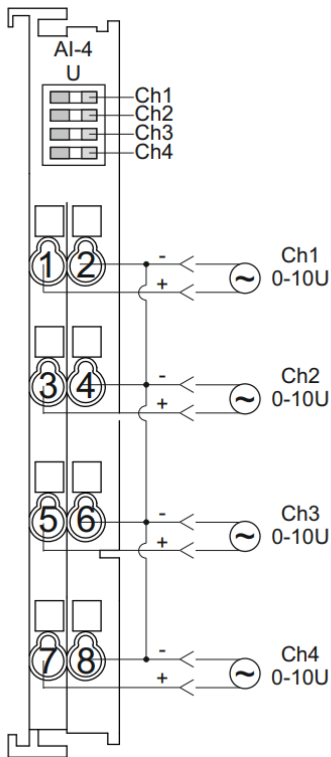 AI-4
U
Ch1
Ch2
Ch3
Ch4
1 2 - Ch1
+ 0-10U
3 4 - Ch2
+ 0-10U
5 6 - Ch3
+ 0-10U
7 8 - Ch4
+ 0-10U